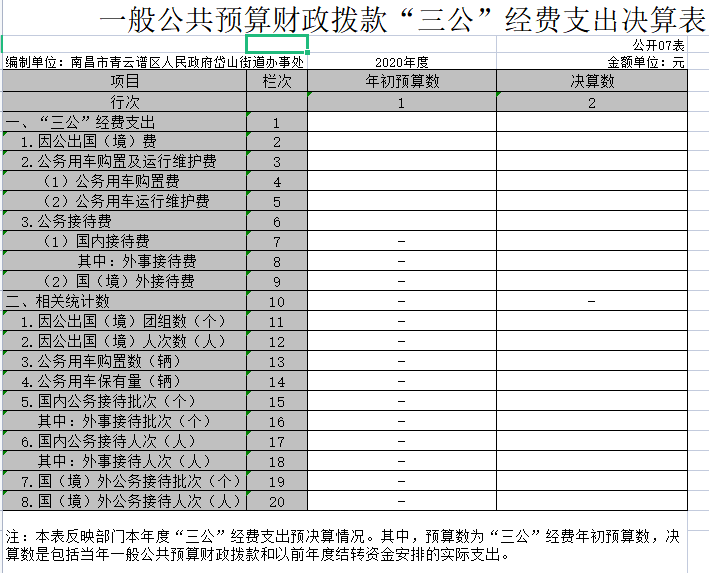 一般公共预算财政拨款“三公”经费支出决算表
公开07表
编制单位：南昌市青云谱区人民政府岱山街道办事处 2020年度 金额单位：元
项目 栏次 年初预算数 决算数
行次 1 2
一、“三公”经费支出 1
1.因公出国（境）费 2
2.公务用车购置及运行维护费 3
（1）公务用车购置费 4
（2）公务用车运行维护费 5
3.公务接待费 6
（1）国内接待费 7 —
其中：外事接待费 8 —
（2）国（境）外接待费 9 —
二、相关统计数 10 — —
1.因公出国（境）团组数（个） 11 —
2.因公出国（境）人次数（人） 12 —
3.公务用车购置数（辆） 13 —
4.公务用车保有量（辆） 14 —
5.国内公务接待批次（个） 15 —
其中：外事接待批次（个） 16 —
6.国内公务接待人次（人） 17 —
其中：外事接待人次（人） 18 —
7.国（境）外公务接待批次（个） 19 —
8.国（境）外公务接待人次（人） 20 —
注：本表反映部门本年度“三公”经费支出预决算情况。其中，预算数为“三公”经费年初预算数，决
算数是包括当年一般公共预算财政拨款和以前年度结转资金安排的实际支出。